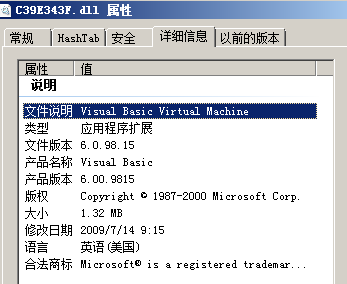 C39E343F.dll 属性
常规 HashTab 安全 详细信息 以前的版本
属性 值
说明
文件说明 Visual Basic Virtual Machine
类型 应用程序扩展
文件版本 6.0.98.15
产品名称 Visual Basic
产品版本 6.00.9815
版权 Copyright © 1987-2000 Microsoft Corp.
大小 1.32 MB
修改日期 2009/7/14 9:15
语言 英语(美国)
合法商标 Microsoft® is a registered trademar...